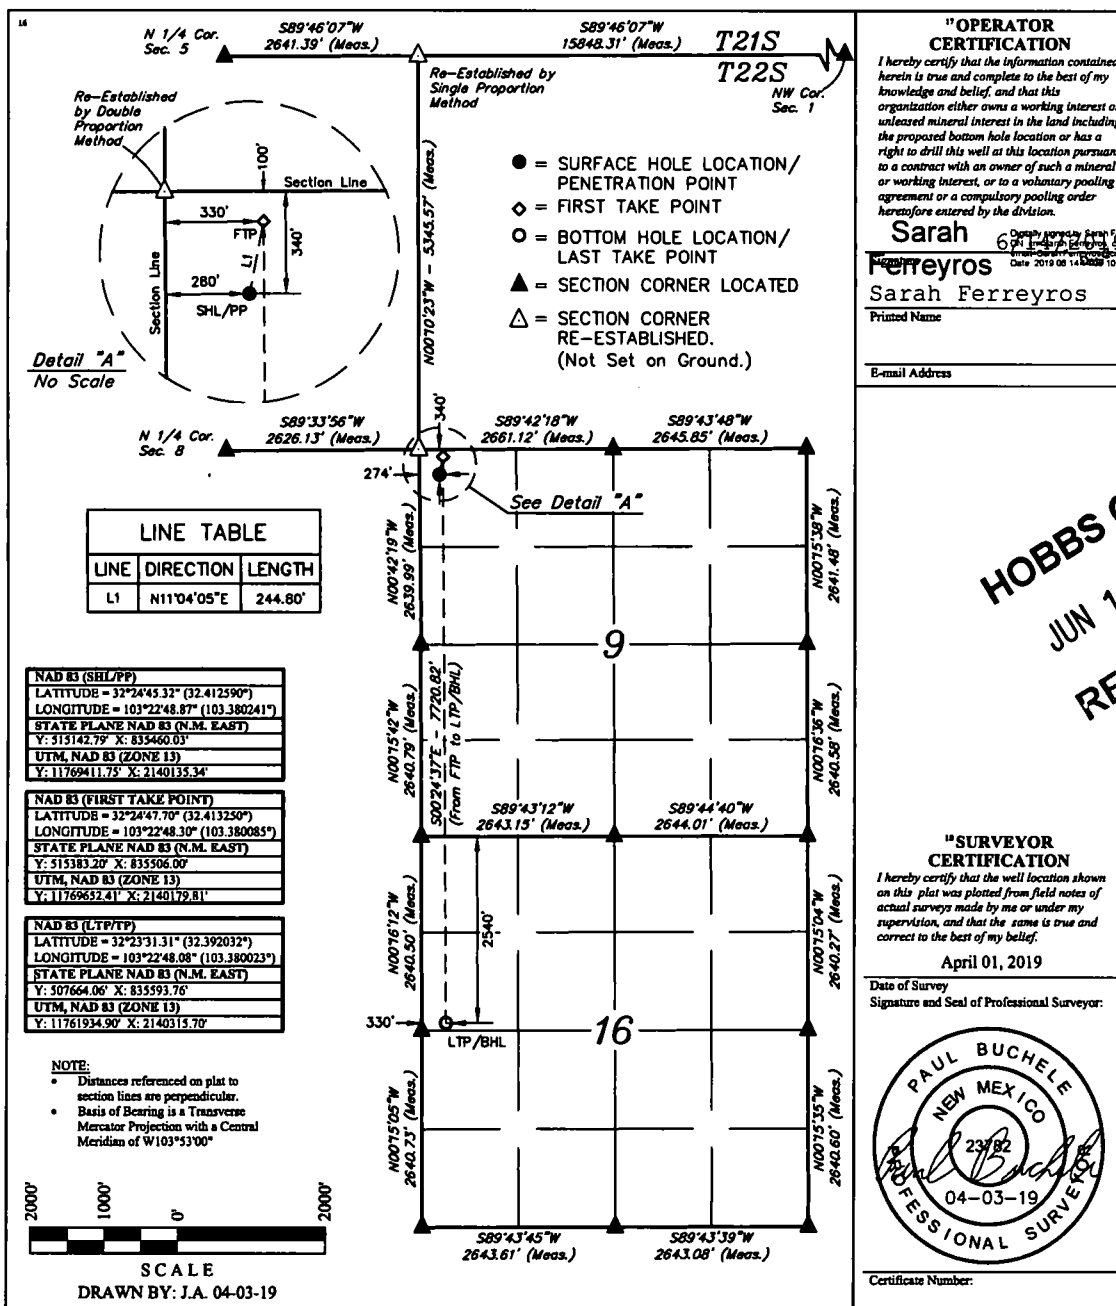 16
N 1/4 Cor.
Sec. 5
S89°46'07"W
2641.39' (Meas.)
S89°46'07"W
15848.31' (Meas.)
T21S
T22S
NW Cor.
Sec. 1
Re-Established by
Single Proportion
Method
Re-Established
by Double
Proportion
Method
100'
Section Line
330'
FTP
340'
L1
280'
SHL/PP
Section Line
Detail "A"
No Scale
N00°10'23"W - 5345.57' (Meas.)
● = SURFACE HOLE LOCATION/
PENETRATION POINT
◇ = FIRST TAKE POINT
○ = BOTTOM HOLE LOCATION/
LAST TAKE POINT
▲ = SECTION CORNER LOCATED
△ = SECTION CORNER
RE-ESTABLISHED.
(Not Set on Ground.)
N 1/4 Cor.
Sec. 8
S89°33'56"W
2626.13' (Meas.)
340'
S89°42'18"W
2661.12' (Meas.)
S89°43'48"W
2645.85' (Meas.)
274'
See Detail "A"
LINE TABLE
LINE DIRECTION LENGTH
L1 N11°04'05"E 244.80'
N00°42'19"W
2639.99' (Meas.)
N00°15'38"W
2641.48' (Meas.)
9
N00°15'42"W
2640.79' (Meas.)
S00°24'37"E - 7720.82'
(From FTP to LTP/BHL)
N00°16'36"W
2640.58' (Meas.)
S89°43'12"W
2643.15' (Meas.)
S89°44'40"W
2644.01' (Meas.)
N00°16'12"W
2640.50' (Meas.)
2540'
N00°15'04"W
2640.27' (Meas.)
330'
LTP/BHL
16
N00°15'05"W
2640.73' (Meas.)
N00°15'35"W
2640.60' (Meas.)
S89°43'45"W
2643.61' (Meas.)
S89°43'39"W
2643.08' (Meas.)
NAD 83 (SHL/PP)
LATITUDE = 32°24'45.32" (32.412590°)
LONGITUDE = 103°22'48.87" (103.380241°)
STATE PLANE NAD 83 (N.M. EAST)
Y: 515142.79' X: 835460.03'
UTM, NAD 83 (ZONE 13)
Y: 11769411.75' X: 2140135.34'
NAD 83 (FIRST TAKE POINT)
LATITUDE = 32°24'47.70" (32.413250°)
LONGITUDE = 103°22'48.30" (103.380085°)
STATE PLANE NAD 83 (N.M. EAST)
Y: 515383.20' X: 835506.00'
UTM, NAD 83 (ZONE 13)
Y: 11769652.41' X: 2140179.81'
NAD 83 (LTP/TP)
LATITUDE = 32°23'31.31" (32.392032°)
LONGITUDE = 103°22'48.08" (103.380023°)
STATE PLANE NAD 83 (N.M. EAST)
Y: 507664.06' X: 835593.76'
UTM, NAD 83 (ZONE 13)
Y: 11761934.90' X: 2140315.70'
NOTE:
• Distances referenced on plat to
section lines are perpendicular.
• Basis of Bearing is a Transverse
Mercator Projection with a Central
Meridian of W103°53'00"
2000' 1000' 0' 2000'
SCALE
DRAWN BY: J.A. 04-03-19
17 OPERATOR
CERTIFICATION
I hereby certify that the information contained
herein is true and complete to the best of my
knowledge and belief, and that this
organization either owns a working interest or
unleased mineral interest in the land including
the proposed bottom hole location or has a
right to drill this well at this location pursuant
to a contract with an owner of such a mineral
or working interest, or to a voluntary pooling
agreement or a compulsory pooling order
heretofore entered by the division.
Sarah
Ferreyros
Sarah Ferreyros
Printed Name
E-mail Address
HOBBS
JUN 1
RE
18 SURVEYOR
CERTIFICATION
I hereby certify that the well location shown
on this plat was plotted from field notes of
actual surveys made by me or under my
supervision, and that the same is true and
correct to the best of my belief.
April 01, 2019
Date of Survey
Signature and Seal of Professional Surveyor:
PAUL BUCHELE
NEW MEXICO
23782
04-03-19
PROFESSIONAL SURVEYOR
Certificate Number: